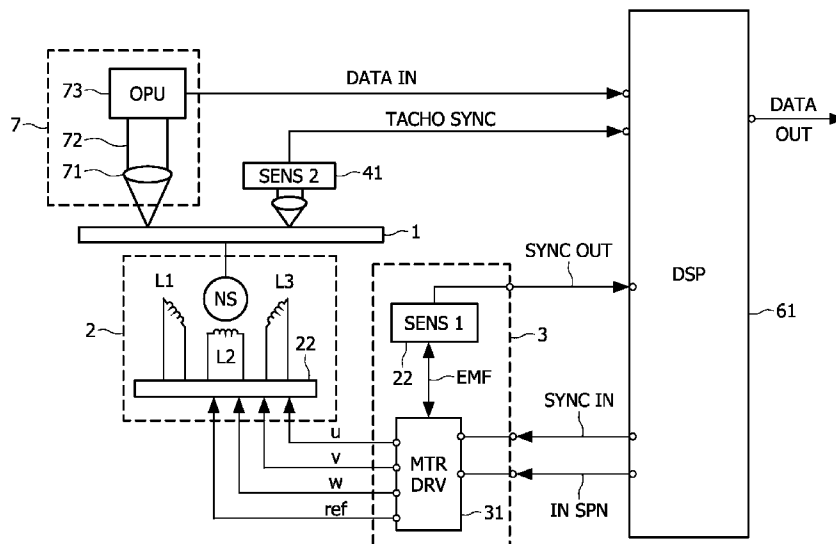 73
OPU
DATA IN
7
72
TACHO SYNC
DATA
OUT
71
SENS 2
41
1
SYNC OUT
DSP
L1
NS
L3
SENS 1
61
2
L2
22
22
3
EMF
SYNC IN
u
v
MTR
DRV
w
IN SPN
ref
31